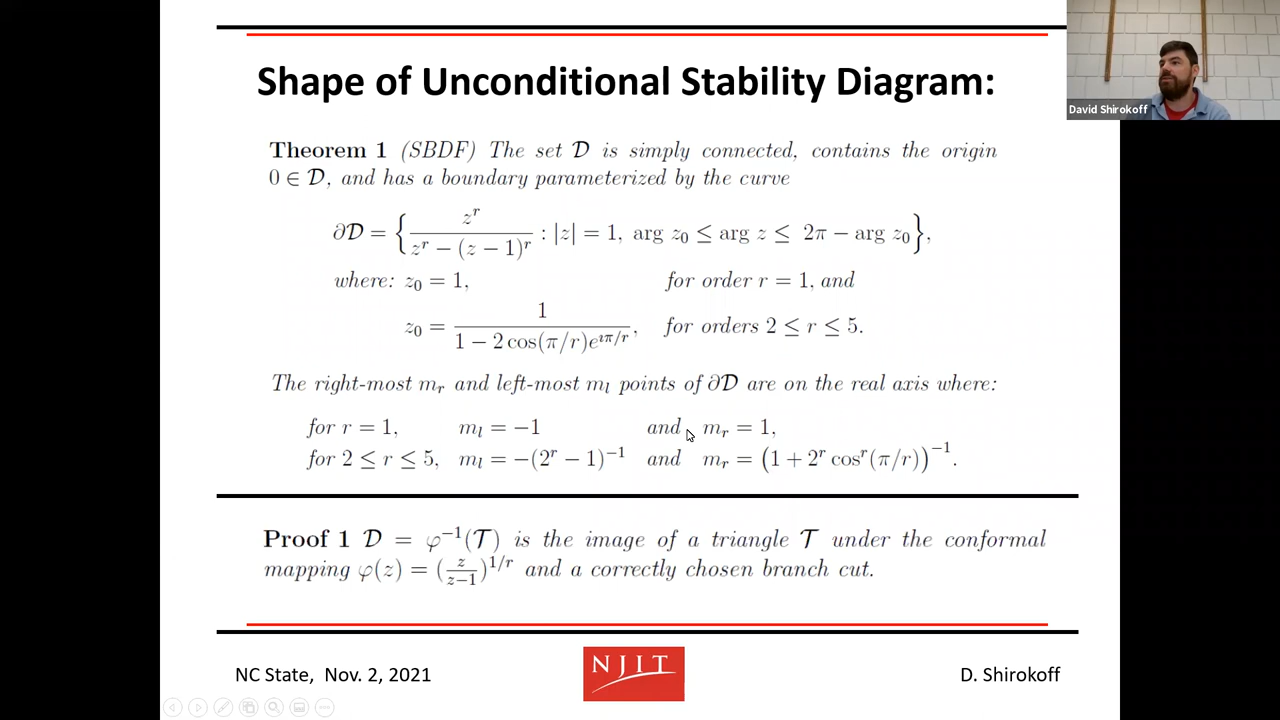 Shape of Unconditional Stability Diagram:
David Shirokoff
Theorem 1 (SBDF) The set 𝒟 is simply connected, contains the origin
0 ∈ 𝒟, and has a boundary parameterized by the curve
∂𝒟 = { z^r / (z^r − (z − 1)^r) : |z| = 1, arg z₀ ≤ arg z ≤ 2π − arg z₀ },
where: z₀ = 1, for order r = 1, and
z₀ = 1 / (1 − 2 cos(π/r)e^{ıπ/r}), for orders 2 ≤ r ≤ 5.
The right-most m_r and left-most m_l points of ∂𝒟 are on the real axis where:
for r = 1, m_l = −1 and m_r = 1,
for 2 ≤ r ≤ 5, m_l = −(2^r − 1)^{−1} and m_r = (1 + 2^r cos^r(π/r))^{−1}.
Proof 1 𝒟 = φ^{−1}(𝒯) is the image of a triangle 𝒯 under the conformal
mapping φ(z) = (z/(z−1))^{1/r} and a correctly chosen branch cut.
NC State, Nov. 2, 2021
NJIT
D. Shirokoff